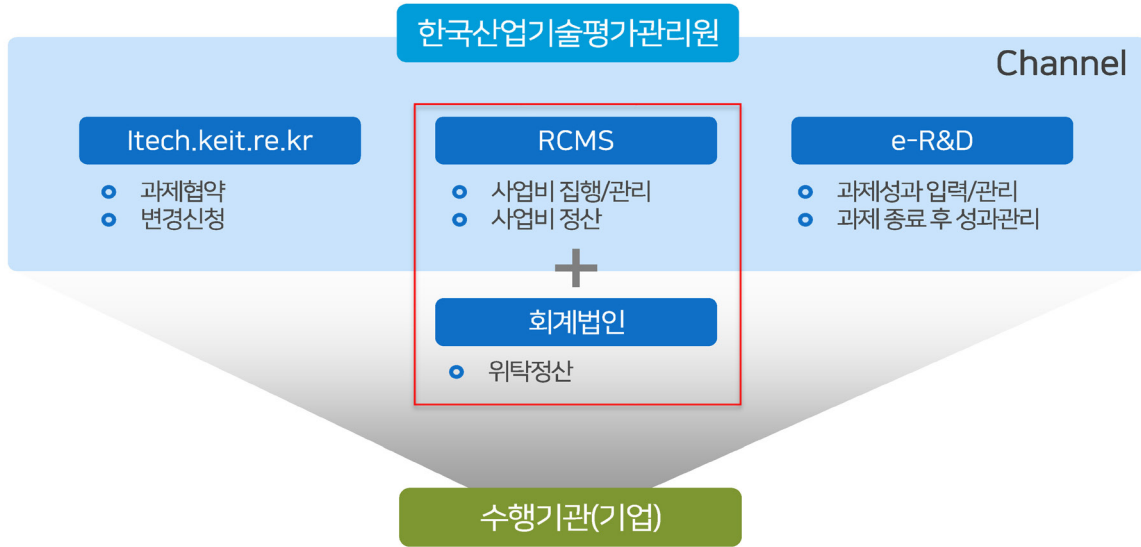 한국산업기술평가관리원
Channel
Itech.keit.re.kr
과제협약
변경신청
RCMS
사업비 집행/관리
사업비 정산
+
회계법인
위탁정산
e-R&D
과제성과 입력/관리
과제 종료 후 성과관리
수행기관(기업)